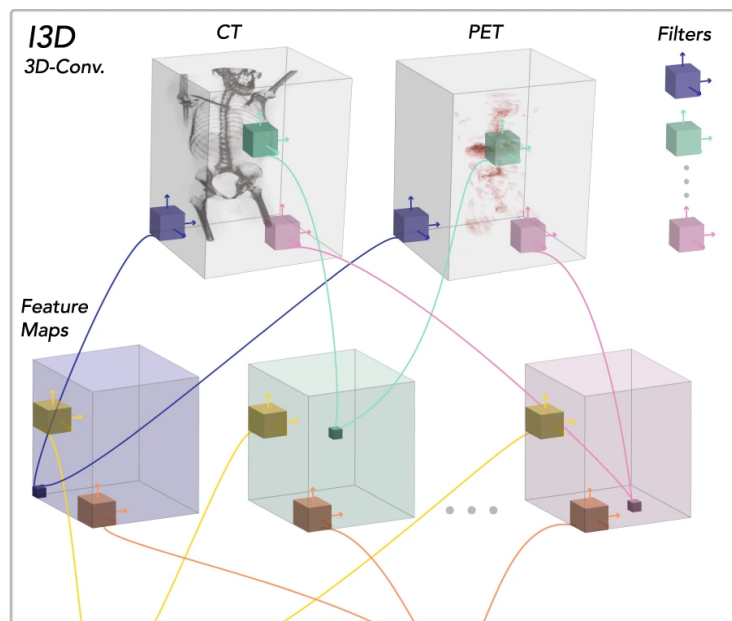 I3D
3D-Conv.
CT
PET
Filters
Feature
Maps